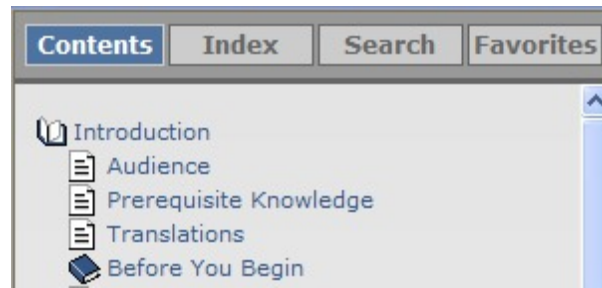 Contents Index Search Favorites
Introduction
Audience
Prerequisite Knowledge
Translations
Before You Begin